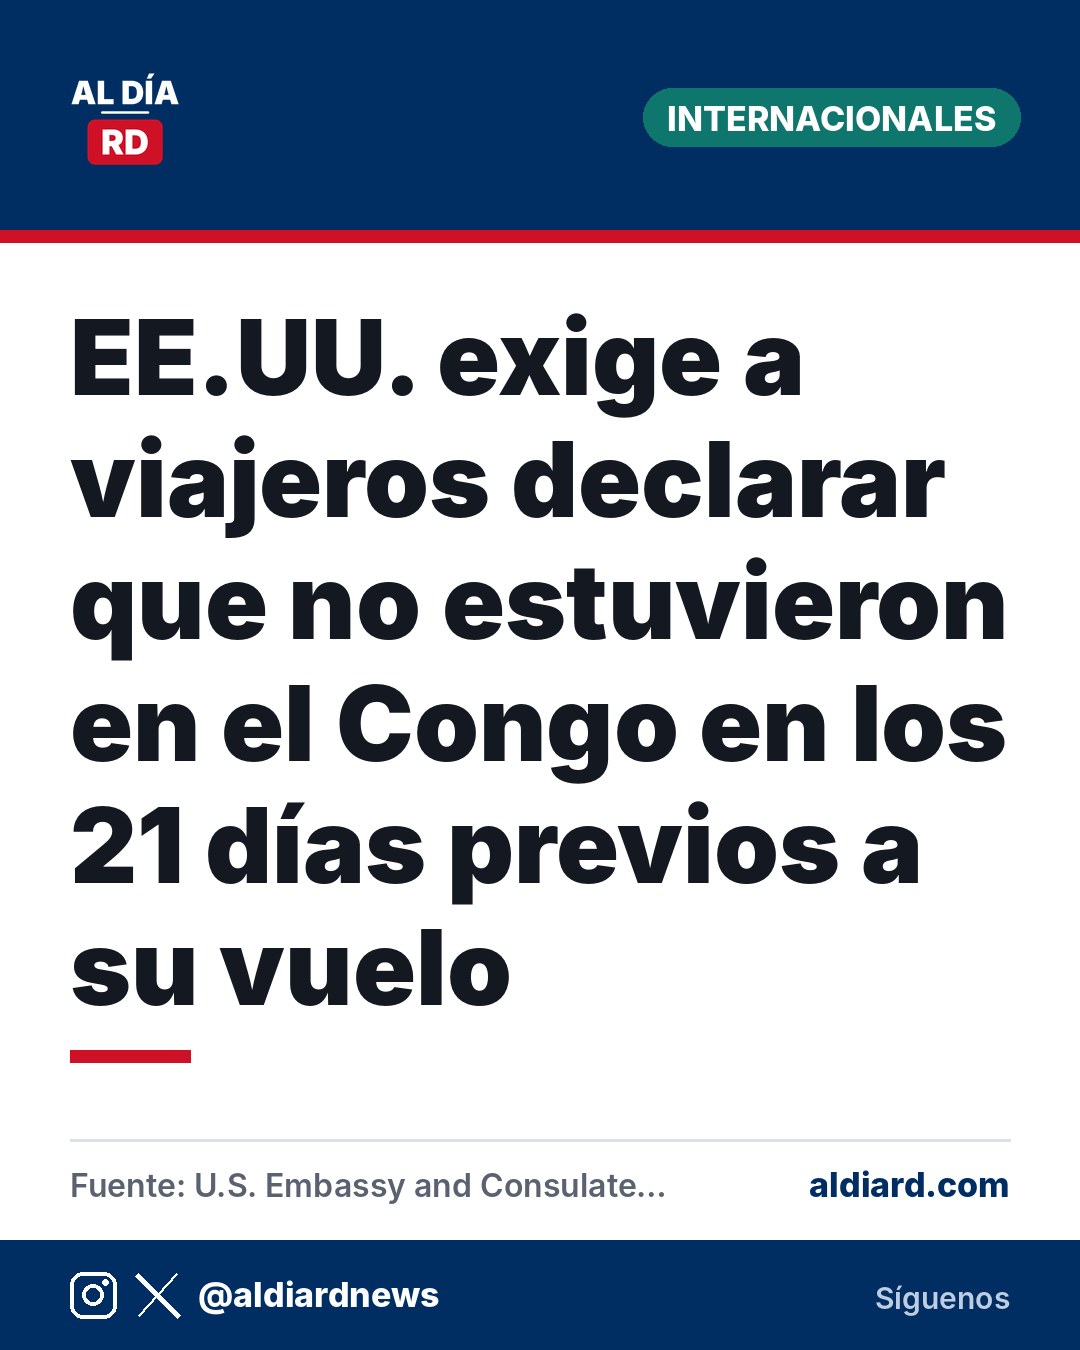 AL DÍA
RD
INTERNACIONALES
EE.UU. exige a
viajeros declarar
que no estuvieron
en el Congo en los
21 días previos a
su vuelo
Fuente: U.S. Embassy and Consulate...
aldiard.com
@aldiardnews
Síguenos